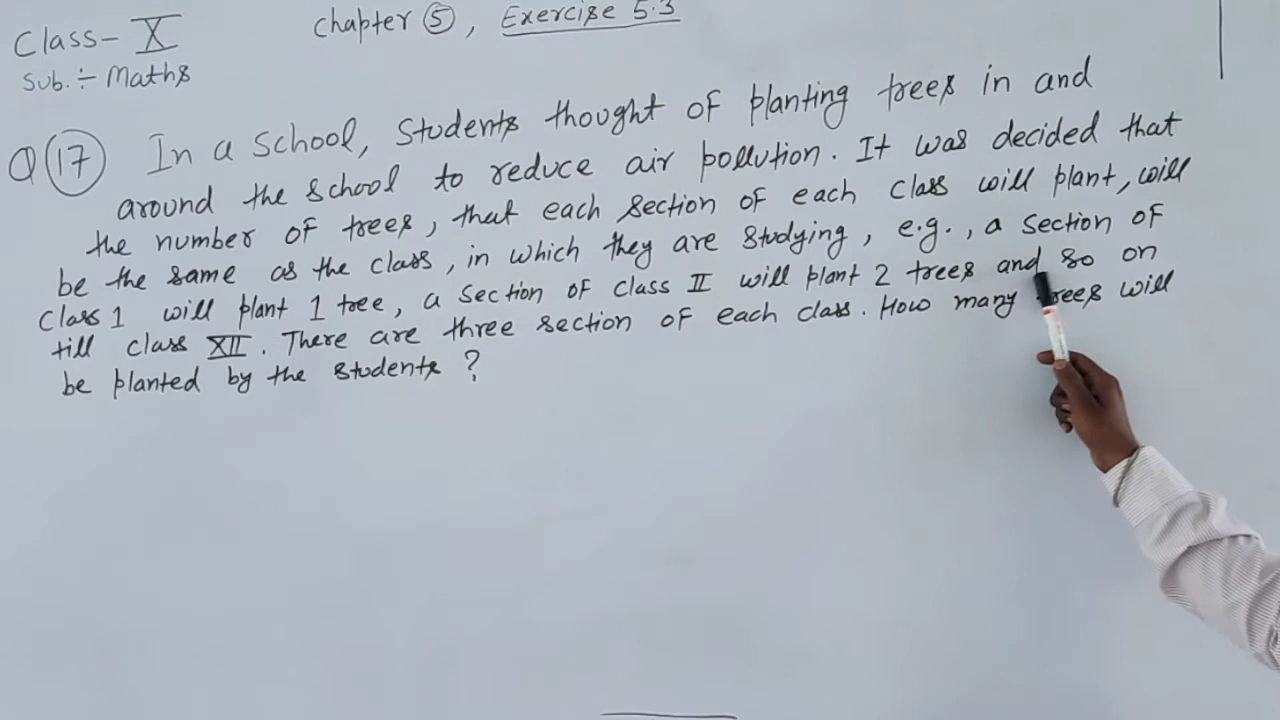 Class - X
Sub. ÷ Maths
Chapter 5, Exercise 5.3
Q 17 In a school, students thought of planting trees in and
around the school to reduce air pollution. It was decided that
the number of trees, that each section of each class will plant, will
be the same as the class, in which they are studying, e.g., a section of
class 1 will plant 1 tree, a section of class II will plant 2 trees and so on
till class XII. There are three section of each class. How many trees will
be planted by the students ?